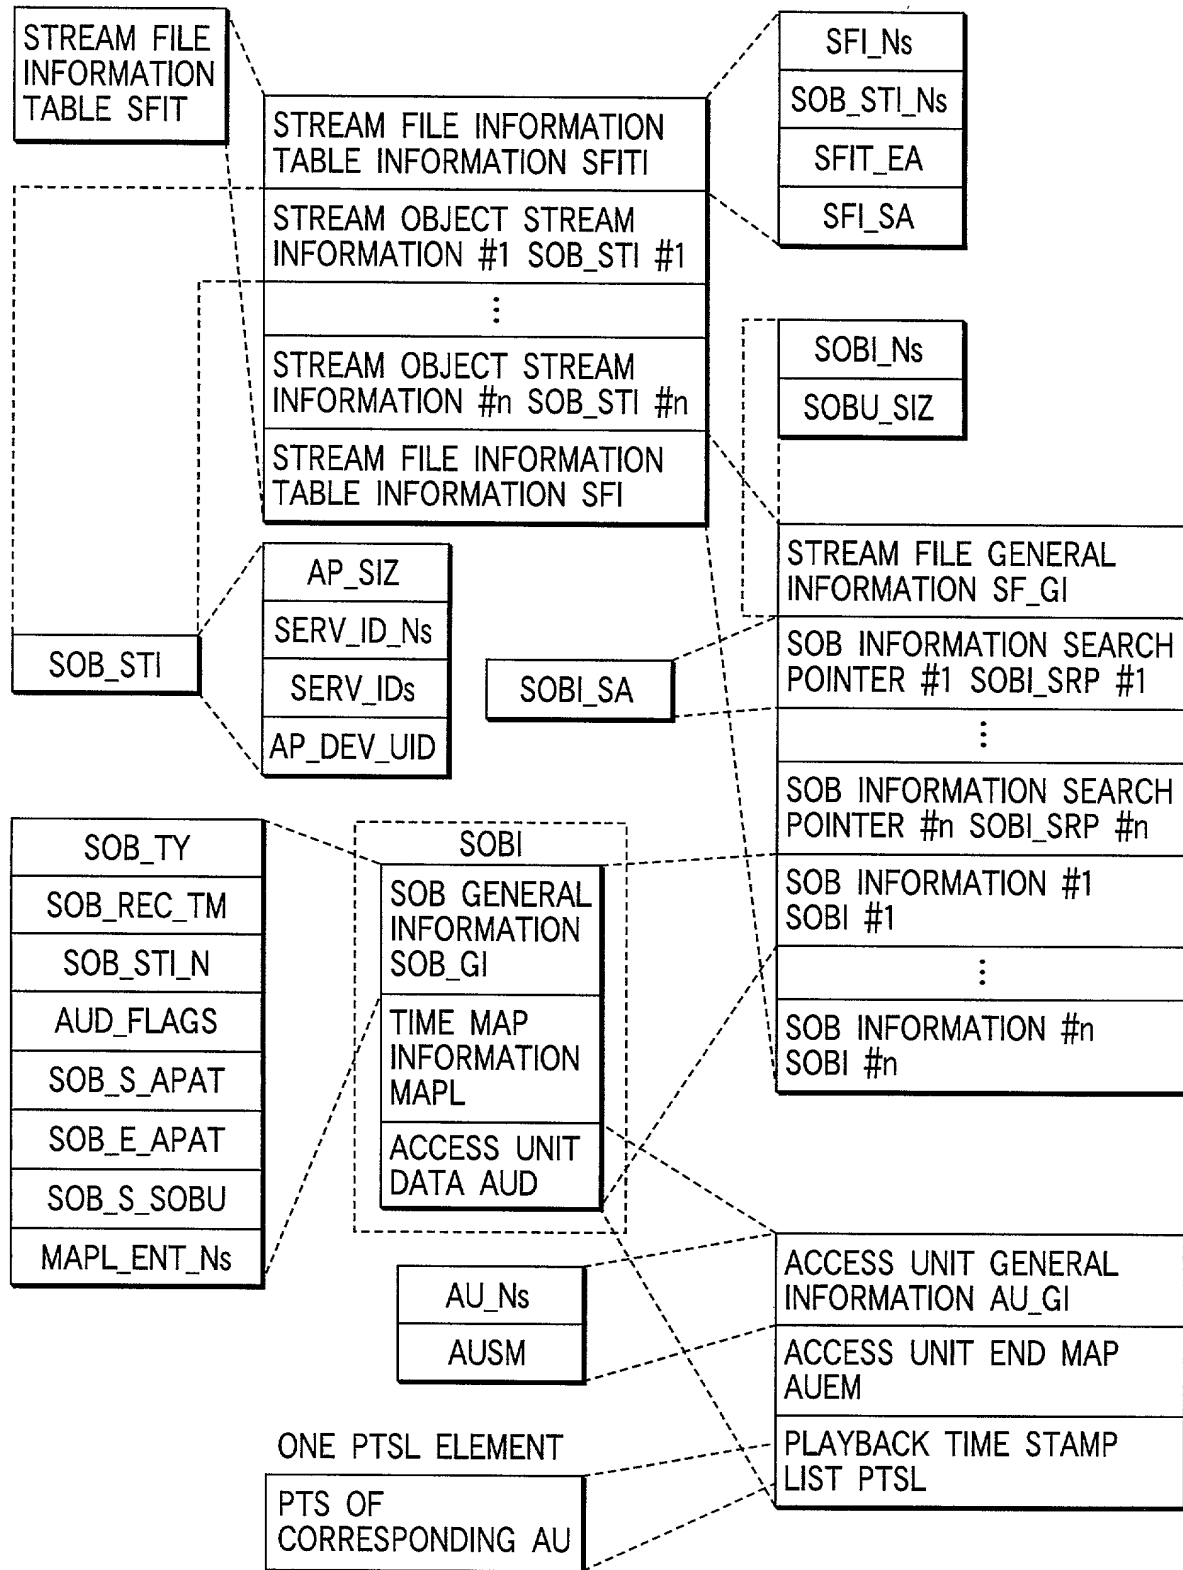 STREAM FILE
INFORMATION
TABLE SFIT
STREAM FILE INFORMATION
TABLE INFORMATION SFITI
STREAM OBJECT STREAM
INFORMATION #1 SOB_STI #1
⋮
STREAM OBJECT STREAM
INFORMATION #n SOB_STI #n
STREAM FILE INFORMATION
TABLE INFORMATION SFI
SFI_Ns
SOB_STI_Ns
SFIT_EA
SFI_SA
SOBI_Ns
SOBU_SIZ
SOB_STI
AP_SIZ
SERV_ID_Ns
SERV_IDs
AP_DEV_UID
SOBI_SA
STREAM FILE GENERAL
INFORMATION SF_GI
SOB INFORMATION SEARCH
POINTER #1 SOBI_SRP #1
⋮
SOB INFORMATION SEARCH
POINTER #n SOBI_SRP #n
SOB INFORMATION #1
SOBI #1
⋮
SOB INFORMATION #n
SOBI #n
SOB_TY
SOB_REC_TM
SOB_STI_N
AUD_FLAGS
SOB_S_APAT
SOB_E_APAT
SOB_S_SOBU
MAPL_ENT_Ns
SOBI
SOB GENERAL
INFORMATION
SOB_GI
TIME MAP
INFORMATION
MAPL
ACCESS UNIT
DATA AUD
AU_Ns
AUSM
ACCESS UNIT GENERAL
INFORMATION AU_GI
ACCESS UNIT END MAP
AUEM
PLAYBACK TIME STAMP
LIST PTSL
ONE PTSL ELEMENT
PTS OF
CORRESPONDING AU